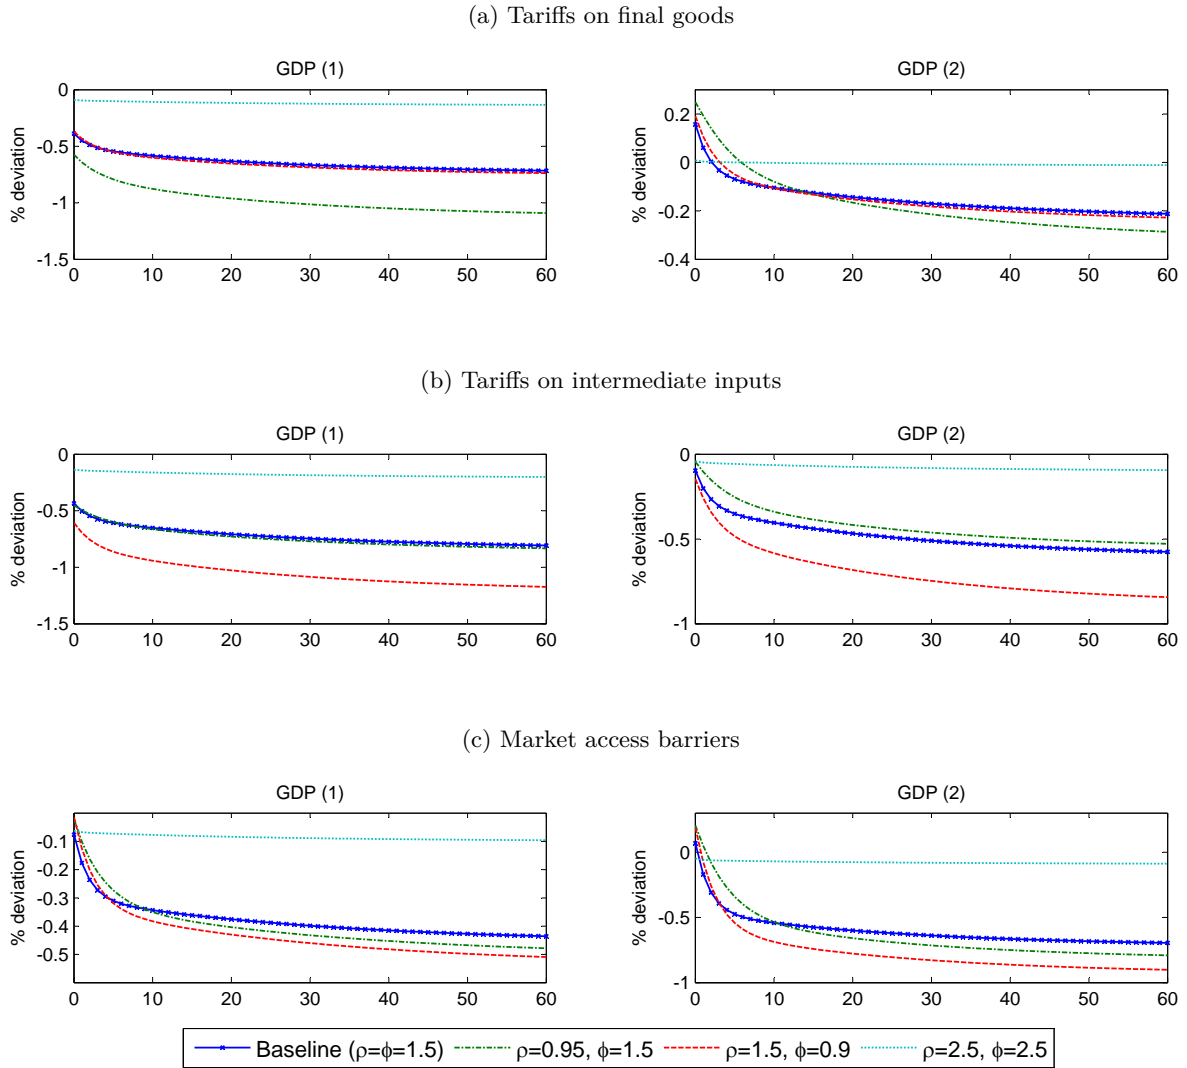 (a) Tariffs on final goods
GDP (1)
% deviation
0
-0.5
-1
-1.5
0 10 20 30 40 50 60
GDP (2)
% deviation
0.2
0
-0.2
-0.4
0 10 20 30 40 50 60
(b) Tariffs on intermediate inputs
GDP (1)
% deviation
0
-0.5
-1
-1.5
0 10 20 30 40 50 60
GDP (2)
% deviation
0
-0.5
-1
0 10 20 30 40 50 60
(c) Market access barriers
GDP (1)
% deviation
-0.1
-0.2
-0.3
-0.4
-0.5
0 10 20 30 40 50 60
GDP (2)
% deviation
0
-0.5
-1
0 10 20 30 40 50 60
Baseline (ρ=ϕ=1.5) ρ=0.95, ϕ=1.5 ρ=1.5, ϕ=0.9 ρ=2.5, ϕ=2.5